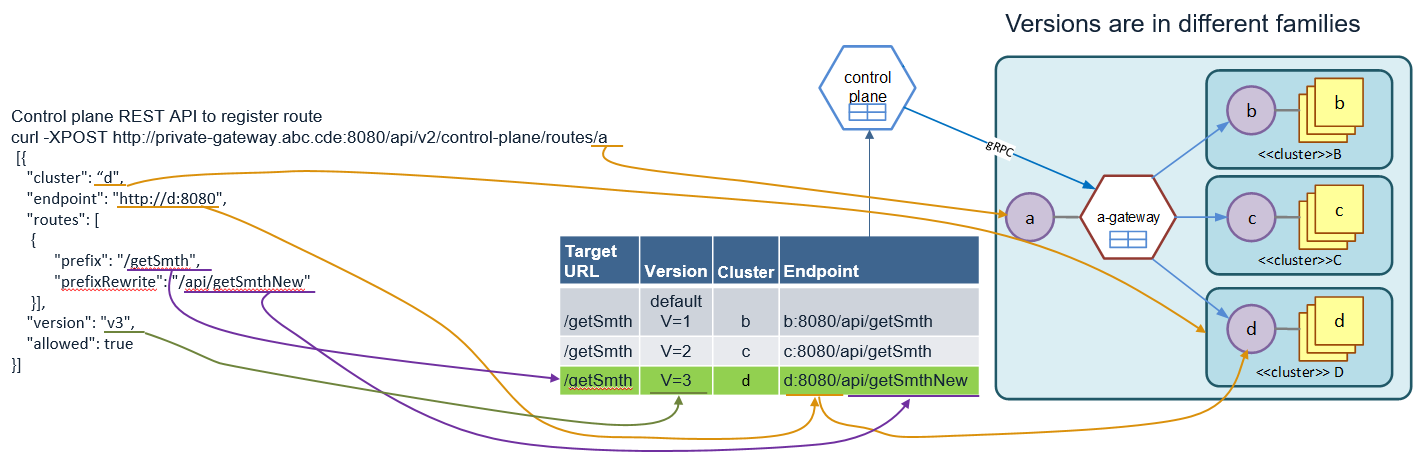 Versions are in different families
Control plane REST API to register route
curl -XPOST http://private-gateway.abc.cde:8080/api/v2/control-plane/routes/a
[{
"cluster": “d”,
"endpoint": "http://d:8080",
"routes": [
{
"prefix": "/getSmth",
"prefixRewrite": "/api/getSmthNew"
}],
"version": "v3",
"allowed": true
}]
control
plane
gRPC
a
a-gateway
b
b
<<cluster>>B
c
c
<<cluster>>C
d
d
<<cluster>> D
Target
URL Version Cluster Endpoint
default
/getSmth V=1 b b:8080/api/getSmth
/getSmth V=2 c c:8080/api/getSmth
/getSmth V=3 d d:8080/api/getSmthNew